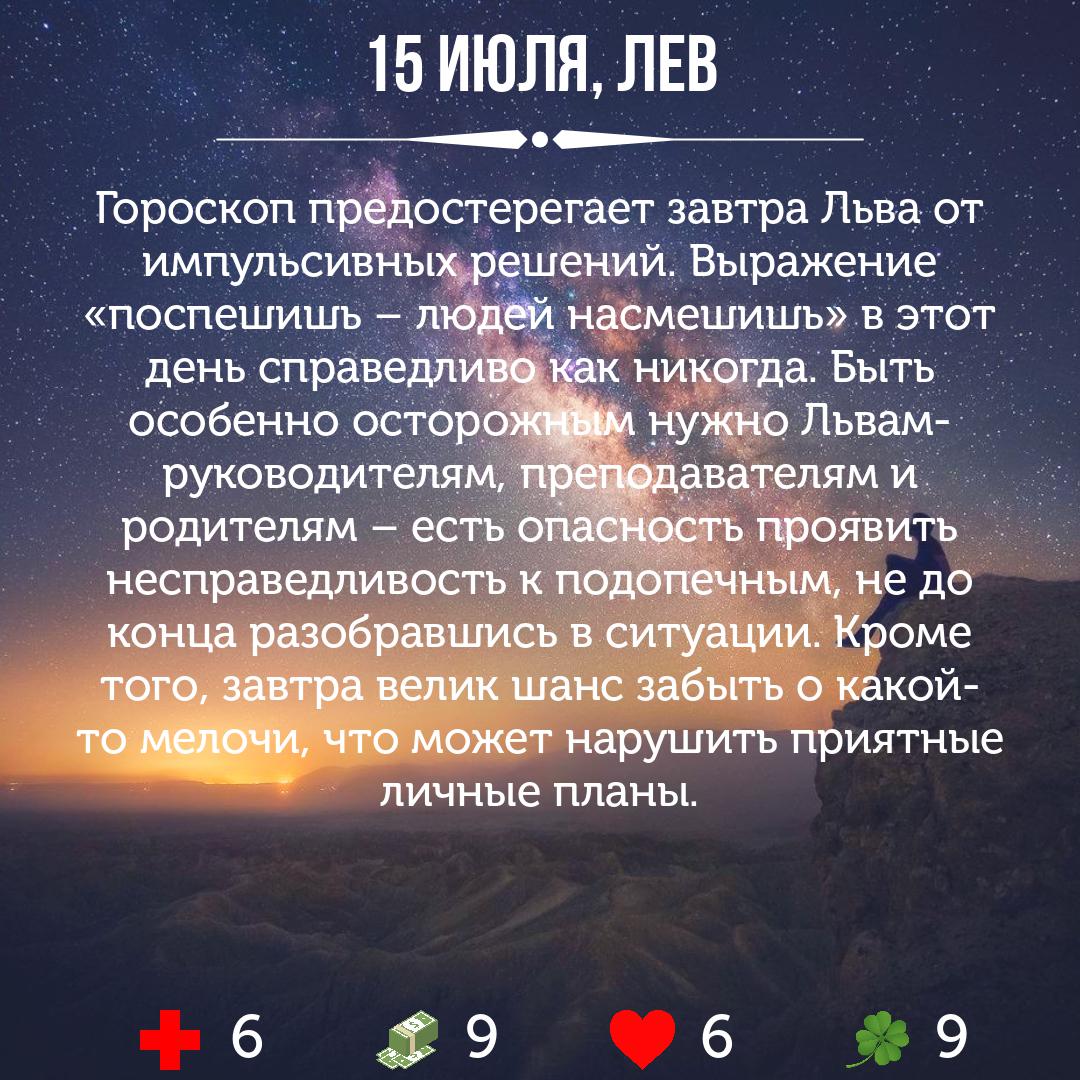 15 ИЮЛЯ, ЛЕВ
Гороскоп предостерегает завтра Льва от
импульсивных решений. Выражение
«поспешишь – людей насмешишь» в этот
день справедливо как никогда. Быть
особенно осторожным нужно Львам-
руководителям, преподавателям и
родителям – есть опасность проявить
несправедливость к подопечным, не до
конца разобравшись в ситуации. Кроме
того, завтра велик шанс забыть о какой-
то мелочи, что может нарушить приятные
личные планы.
6 9 6 9